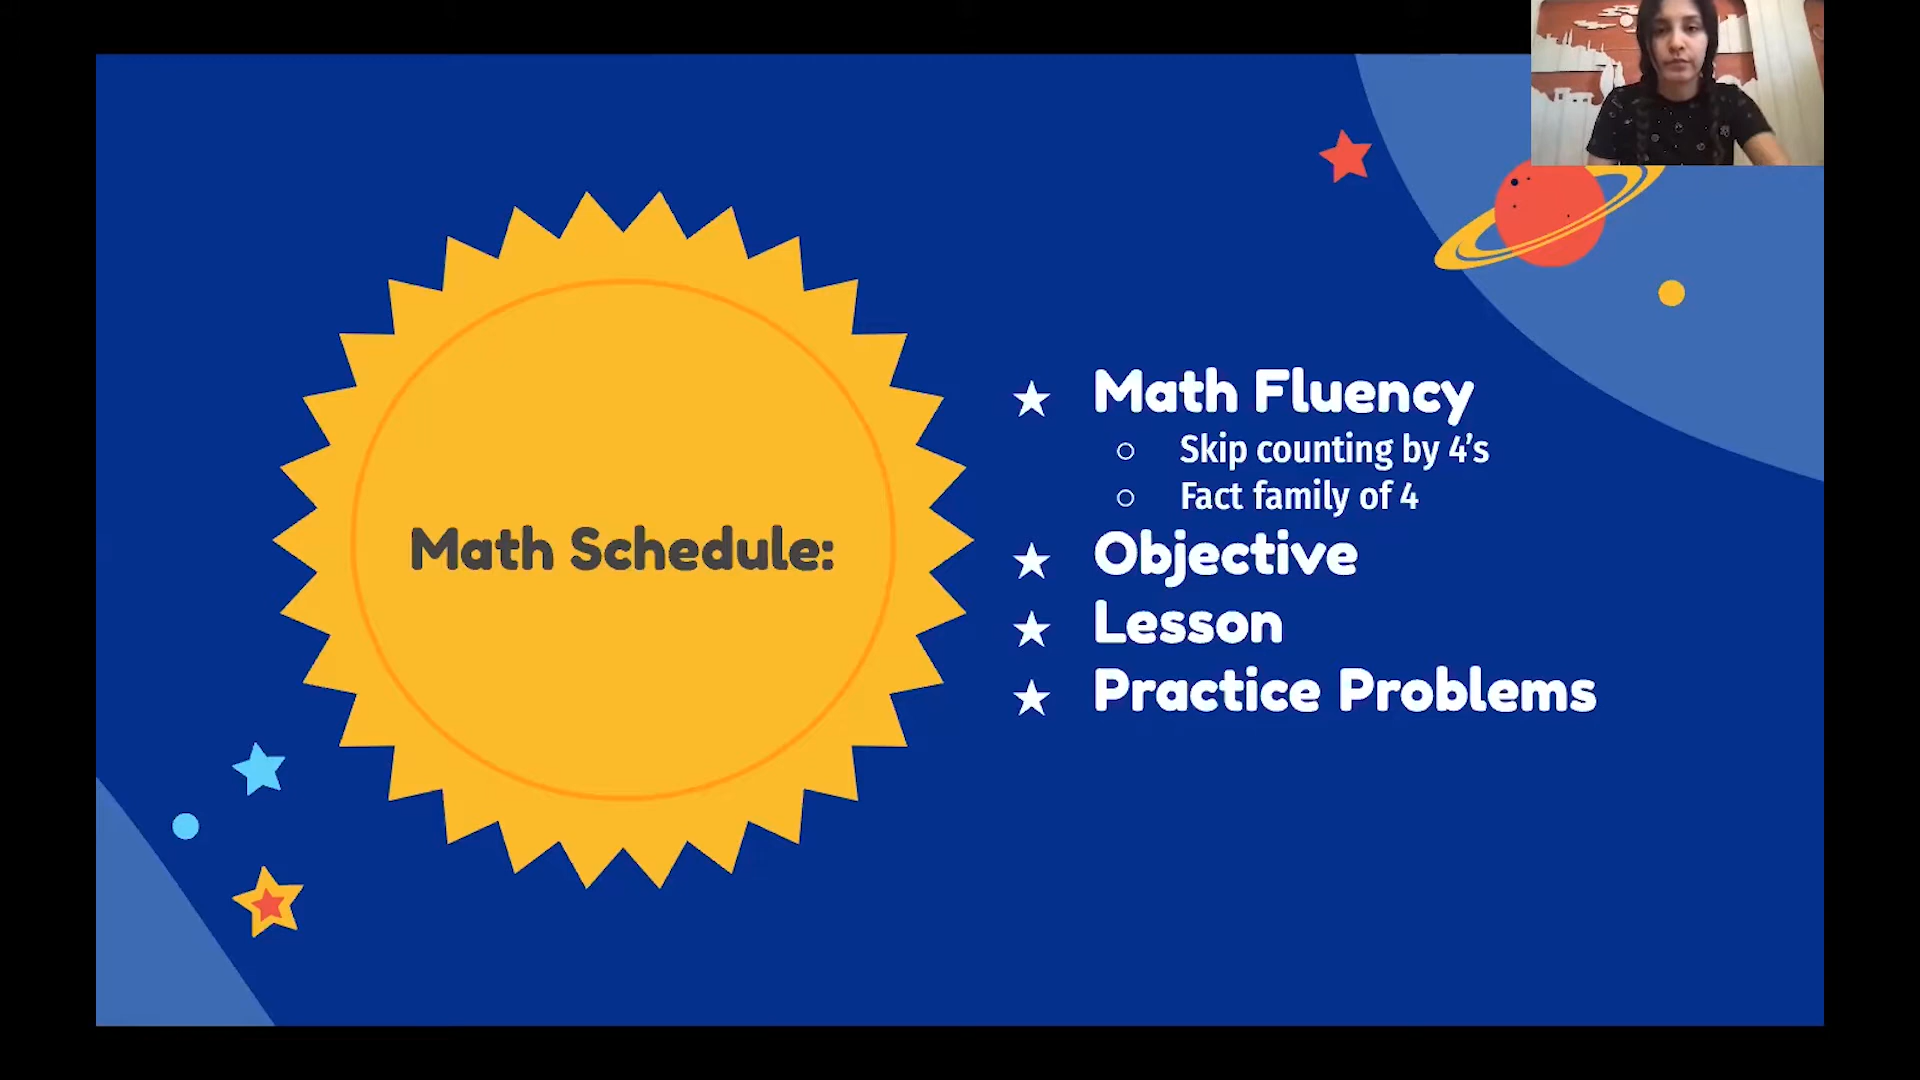 Math Schedule:
Math Fluency
Skip counting by 4's
Fact family of 4
Objective
Lesson
Practice Problems